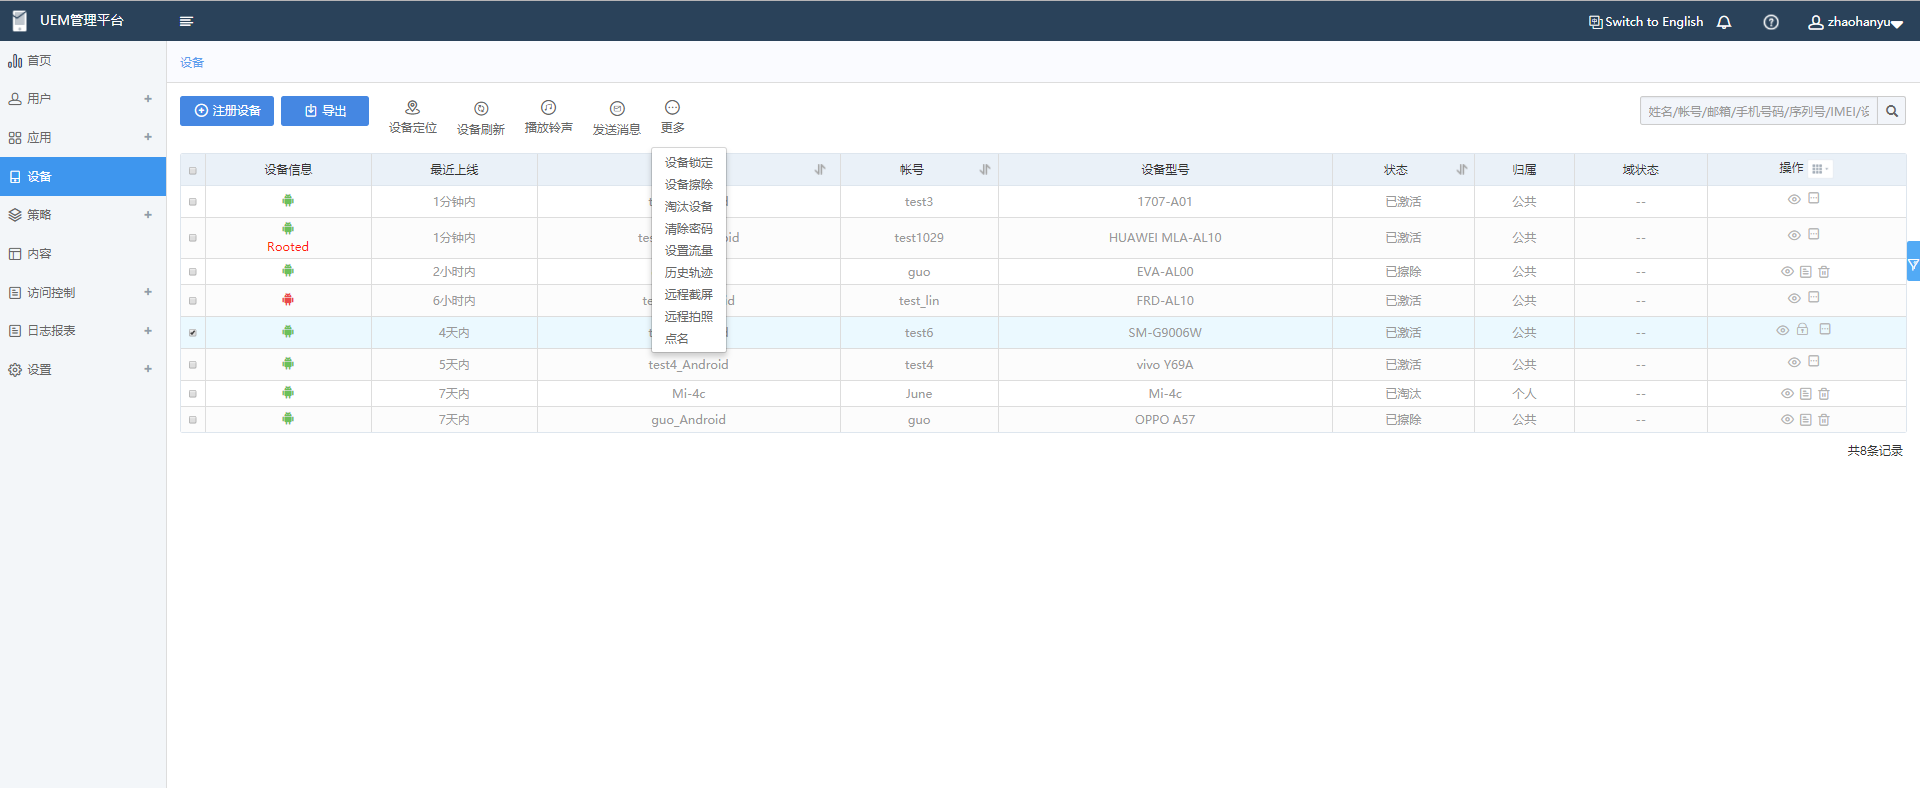 UEM管理平台
Switch to English
zhaohanyu
首页
用户 +
应用 +
设备
策略 +
内容
访问控制 +
日志报表 +
设置 +
设备
注册设备 导出 设备定位 设备刷新 播放铃声 发送消息 更多
姓名/帐号/邮箱/手机号码/序列号/IMEI/设
设备锁定
设备擦除
淘汰设备
清除密码
设置流量
历史轨迹
远程截屏
远程拍照
点名
设备信息 最近上线 帐号 设备型号 状态 归属 域状态 操作
1分钟内 test3 1707-A01 已激活 公共 --
Rooted 1分钟内 test1029 HUAWEI MLA-AL10 已激活 公共 --
2小时内 guo EVA-AL00 已擦除 公共 --
6小时内 test_lin FRD-AL10 已激活 公共 --
4天内 test6 SM-G9006W 已激活 公共 --
5天内 test4_Android test4 vivo Y69A 已激活 公共 --
7天内 Mi-4c June Mi-4c 已淘汰 个人 --
7天内 guo_Android guo OPPO A57 已擦除 公共 --
共8条记录